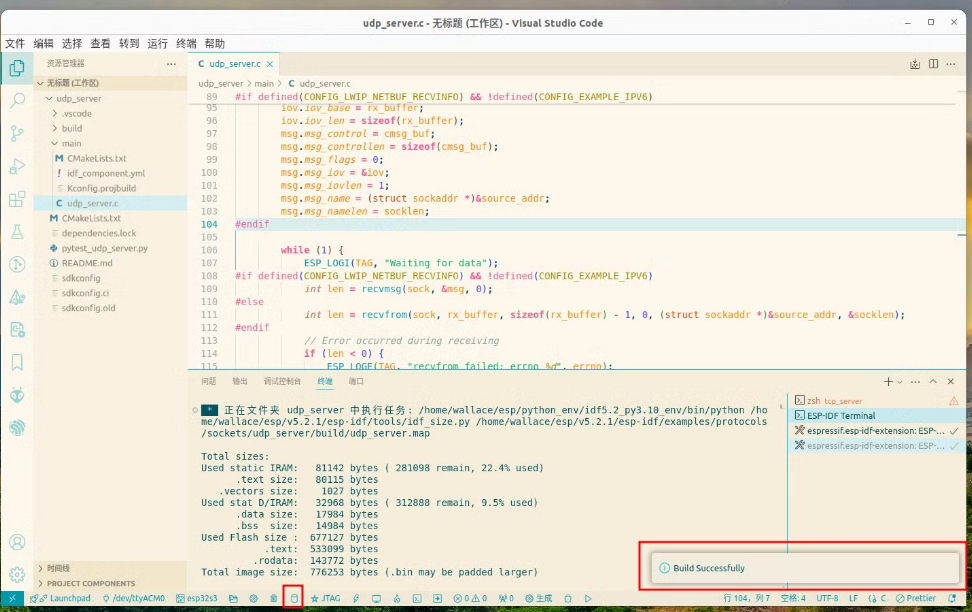 udp_server.c - 无标题 (工作区) - Visual Studio Code
文件 编辑 选择 查看 转到 运行 终端 帮助
资源管理器
无标题 (工作区)
udp_server
.vscode
build
main
CMakeLists.txt
idf_component.yml
Kconfig.projbuild
udp_server.c
CMakeLists.txt
dependencies.lock
pytest_udp_server.py
README.md
sdkconfig
sdkconfig.ci
sdkconfig.old
时间线
PROJECT COMPONENTS
udp_server.c
udp_server > main > C udp_server.c
89 #if defined(CONFIG_LWIP_NETBUF_RECVINFO) && !defined(CONFIG_EXAMPLE_IPV6)
95 iov.iov_base = rx_buffer;
96 iov.iov_len = sizeof(rx_buffer);
97 msg.msg_control = cmsg_buf;
98 msg.msg_controllen = sizeof(cmsg_buf);
99 msg.msg_flags = 0;
100 msg.msg_iov = &iov;
101 msg.msg_iovlen = 1;
102 msg.msg_name = (struct sockaddr *)&source_addr;
103 msg.msg_namelen = socklen;
104 #endif
105
106 while (1) {
107 ESP_LOGI(TAG, "Waiting for data");
108 #if defined(CONFIG_LWIP_NETBUF_RECVINFO) && !defined(CONFIG_EXAMPLE_IPV6)
109 int len = recvmsg(sock, &msg, 0);
110 #else
111 int len = recvfrom(sock, rx_buffer, sizeof(rx_buffer) - 1, 0, (struct sockaddr *)&source_addr, &socklen);
112 #endif
113 // Error occurred during receiving
114 if (len < 0) {
115 ESP_LOGE(TAG, "recvfrom failed: errno %d", errno);
问题 输出 调试控制台 终端 端口
正在文件夹 udp_server 中执行任务: /home/wallace/esp/python_env/idf5.2_py3.10_env/bin/python /ho
me/wallace/esp/v5.2.1/esp-idf/tools/idf_size.py /home/wallace/esp/v5.2.1/esp-idf/examples/protocols
/sockets/udp_server/build/udp_server.map
Total sizes:
Used static IRAM: 81142 bytes ( 281098 remain, 22.4% used)
.text size: 80115 bytes
.vectors size: 1027 bytes
Used stat D/IRAM: 32968 bytes ( 312888 remain, 9.5% used)
.data size: 17984 bytes
.bss size: 14984 bytes
Used Flash size : 677127 bytes
.text: 533099 bytes
.rodata: 143772 bytes
Total image size: 776253 bytes (.bin may be padded larger)
zsh tcp_server
ESP-IDF Terminal
espressif.esp-idf-extension: ESP-...
espressif.esp-idf-extension: ESP-...
Build Successfully
Launchpad /dev/ttyACM0 esp32s3 JTAG 0 0 0 生成 行 104, 列 7 空格: 4 UTF-8 LF {} C Prettier